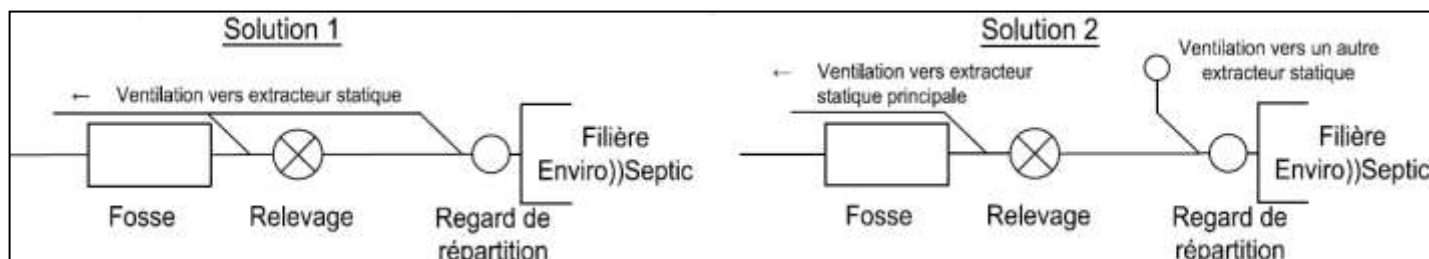 Solution 1
← Ventilation vers extracteur statique
Filière
Enviro))Septic
Fosse
Relevage
Regard de
répartition
Solution 2
← Ventilation vers extracteur
statique principale
Ventilation vers un autre
extracteur statique
Filière
Enviro))Septic
Fosse
Relevage
Regard de
répartition